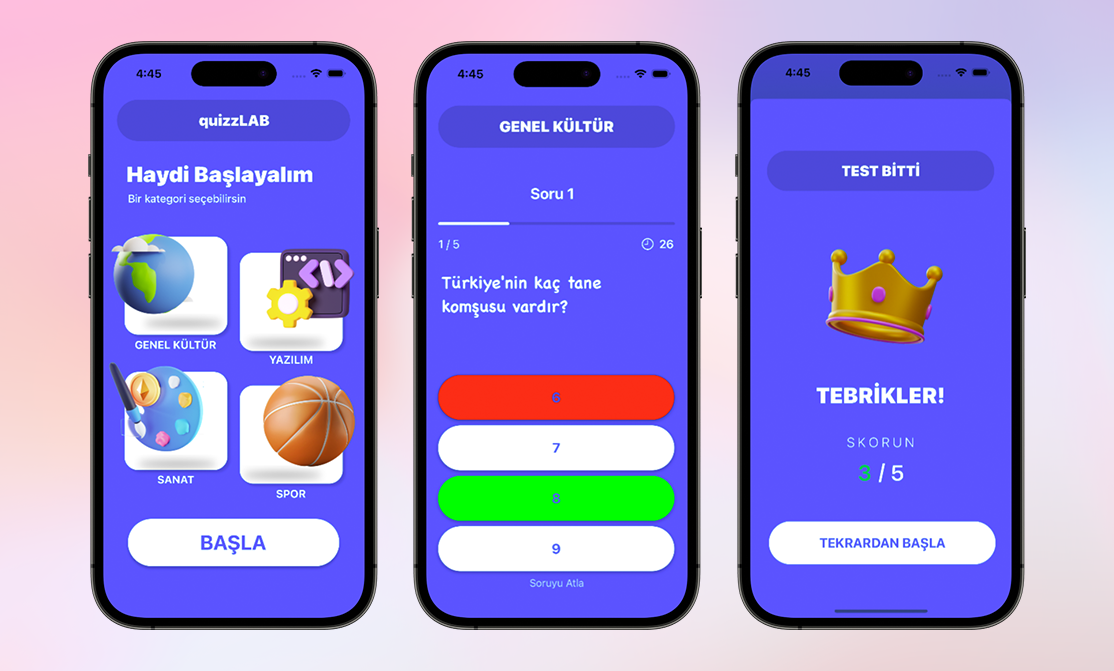 4:45
quizzLAB
Haydi Başlayalım
Bir kategori seçebilirsin
GENEL KÜLTÜR
YAZILIM
SANAT
SPOR
BAŞLA
4:45
GENEL KÜLTÜR
Soru 1
1 / 5
26
Türkiye'nin kaç tane
komşusu vardır?
6
7
8
9
Soruyu Atla
4:45
TEST BİTTİ
TEBRİKLER!
SKORUN
3 / 5
TEKRARDAN BAŞLA